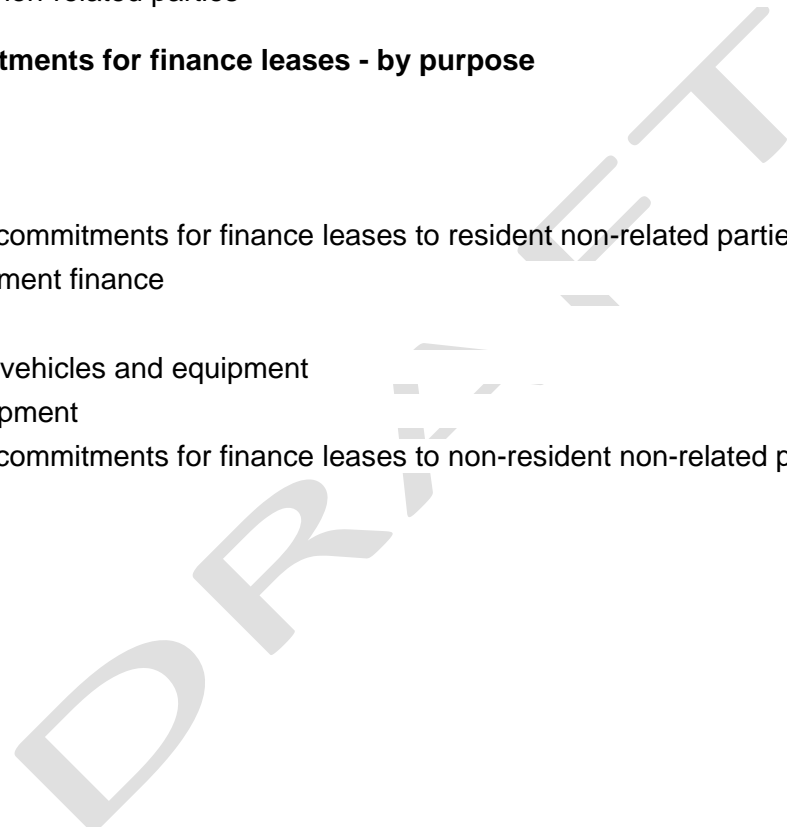 non-related parties
tments for finance leases - by purpose
commitments for finance leases to resident non-related partie
ment finance
vehicles and equipment
pment
commitments for finance leases to non-resident non-related p
DRAFT